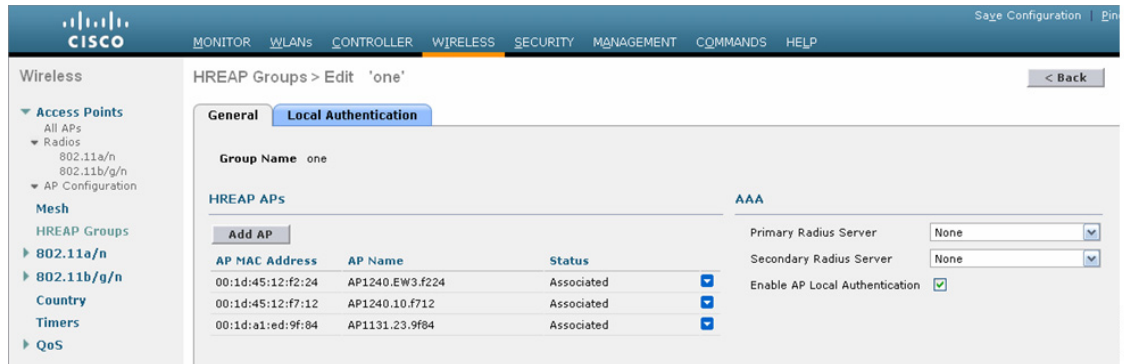 Save Configuration | Pin
CISCO
MONITOR WLANs CONTROLLER WIRELESS SECURITY MANAGEMENT COMMANDS HELP
Wireless
Access Points
All APs
Radios
802.11a/n
802.11b/g/n
AP Configuration
Mesh
HREAP Groups
802.11a/n
802.11b/g/n
Country
Timers
QoS
HREAP Groups > Edit 'one'
< Back
General Local Authentication
Group Name one
HREAP APs
Add AP
AP MAC Address AP Name Status
00:1d:45:12:f2:24 AP1240.EW3.f224 Associated
00:1d:45:12:f7:12 AP1240.10.f712 Associated
00:1d:a1:ed:9f:84 AP1131.23.9f84 Associated
AAA
Primary Radius Server None
Secondary Radius Server None
Enable AP Local Authentication